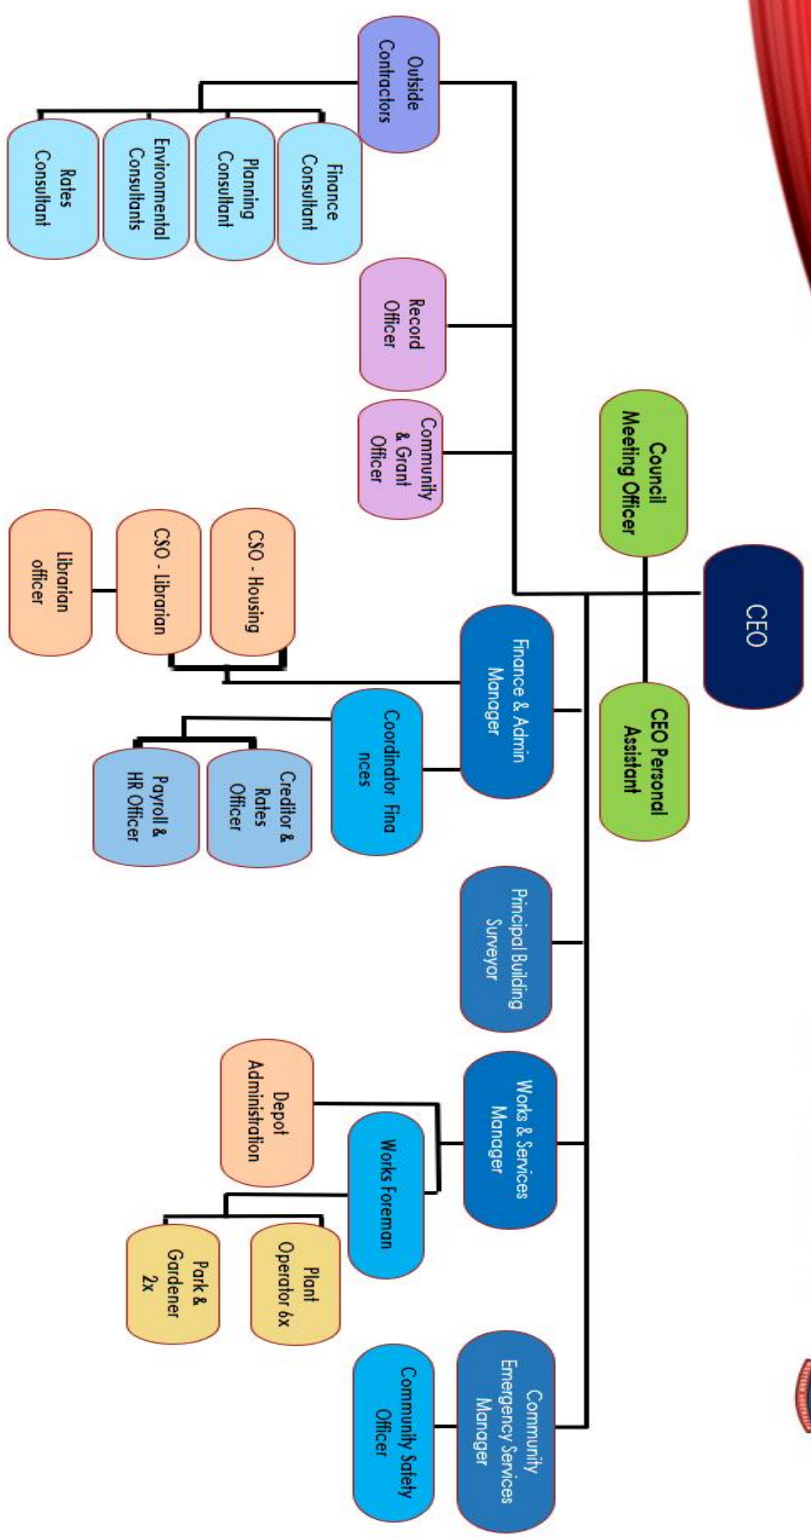 CEO
Council
Meeting Officer
CEO Personal
Assistant
Outside
Contractors
Finance
Consultant
Planning
Consultant
Environmental
Consultants
Rates
Consultant
Record
Officer
Community
& Grant
Officer
Finance & Admin
Manager
CSO - Housing
CSO - Librarian
Librarian
officer
Coordinator Fina
nces
Creditor &
Rates
Officer
Payroll &
HR Officer
Principal Building
Surveyor
Works & Services
Manager
Depot
Administration
Works Foreman
Plant
Operator 6x
Park &
Gardener
2x
Community
Emergency Services
Manager
Community Safety
Officer